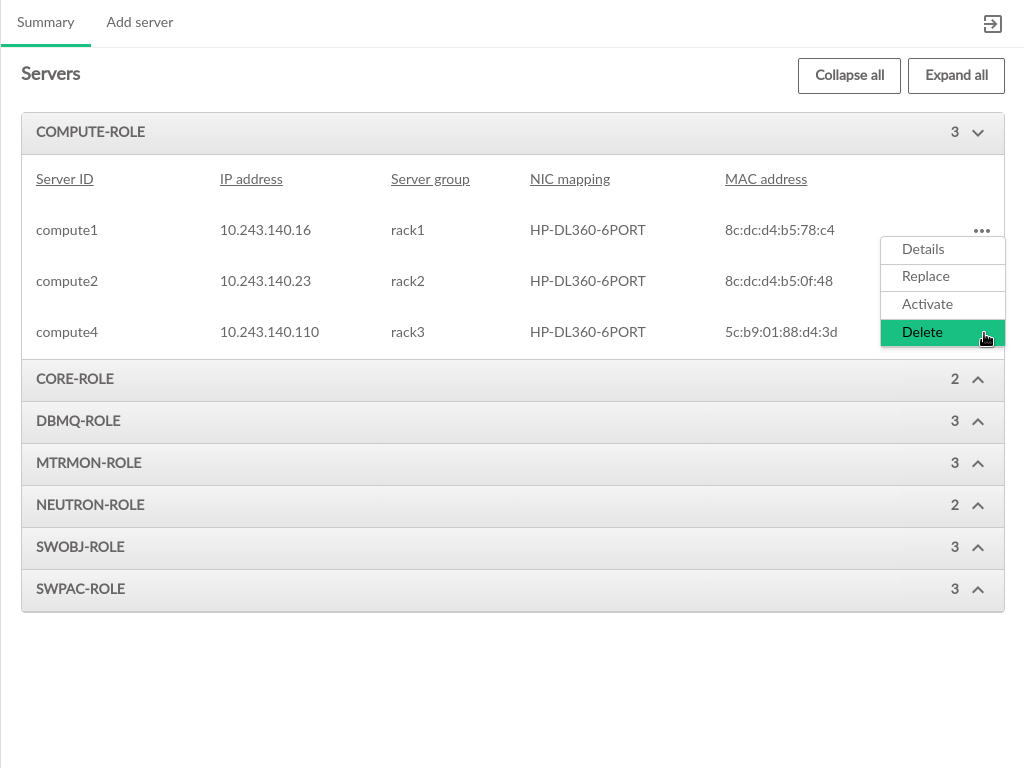 Summary Add server
Servers Collapse all Expand all
COMPUTE-ROLE 3
Server ID IP address Server group NIC mapping MAC address
compute1 10.243.140.16 rack1 HP-DL360-6PORT 8c:dc:d4:b5:78:c4
Details
compute2 10.243.140.23 rack2 HP-DL360-6PORT 8c:dc:d4:b5:0f:48
Replace
Activate
compute4 10.243.140.110 rack3 HP-DL360-6PORT 5c:b9:01:88:d4:3d
Delete
CORE-ROLE 2
DBMQ-ROLE 3
MTRMON-ROLE 3
NEUTRON-ROLE 2
SWOBJ-ROLE 3
SWPAC-ROLE 3